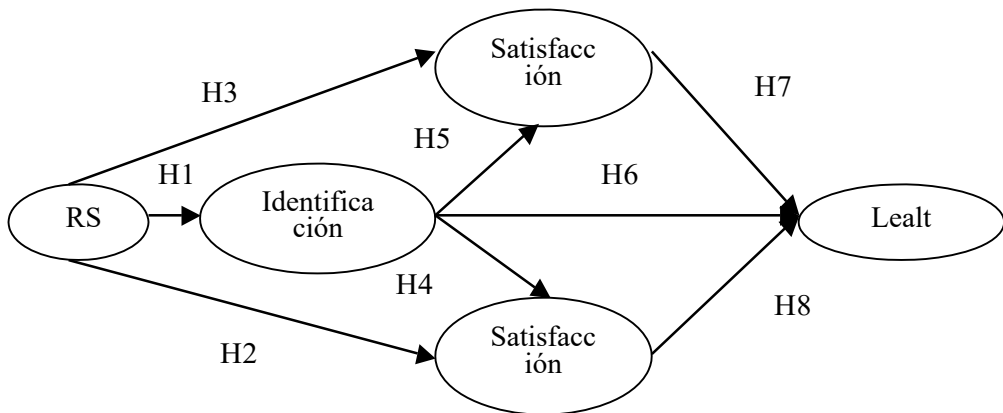 Satisfacc
ión
H7
H3
H5
H1
H6
Identifica
ción
RS
Lealt
H4
H8
Satisfacc
ión
H2